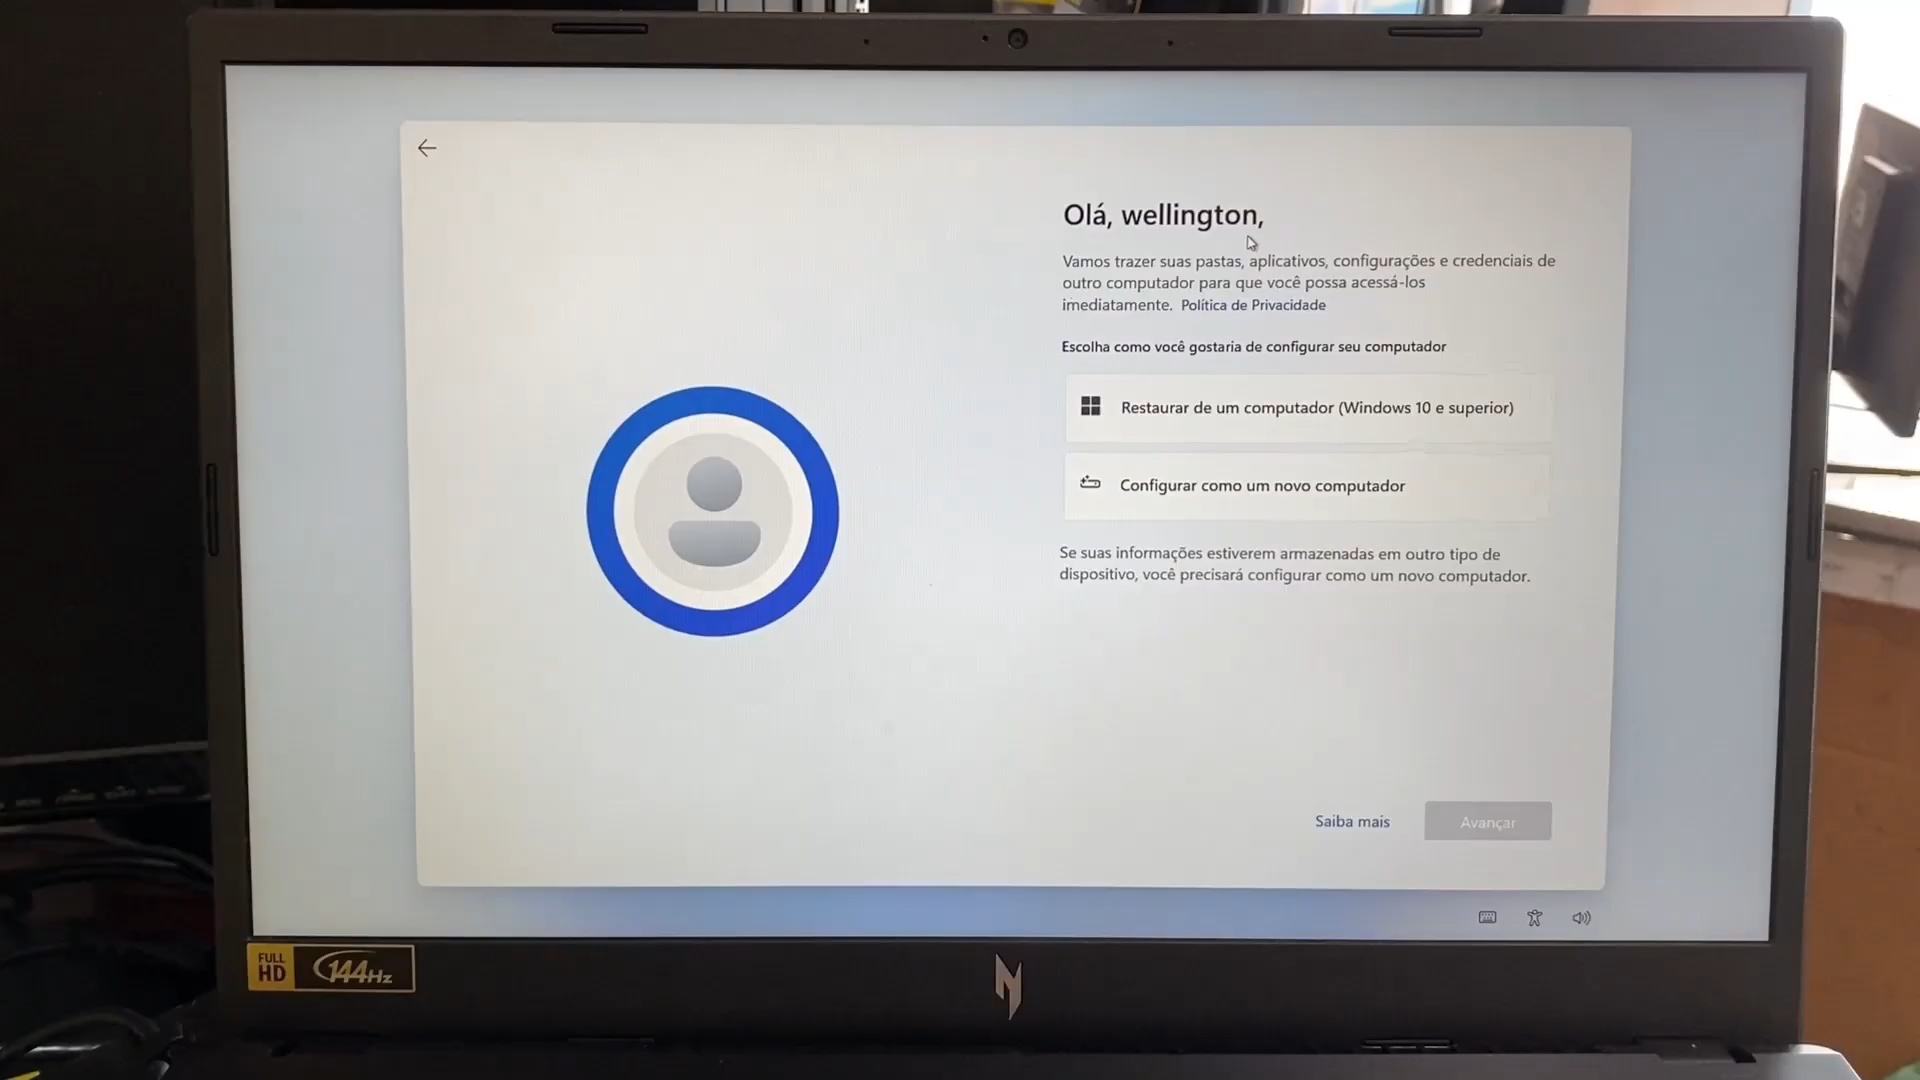 Olá, wellington,
Vamos trazer suas pastas, aplicativos, configurações e credenciais de
outro computador para que você possa acessá-los
imediatamente. Política de Privacidade
Escolha como você gostaria de configurar seu computador
Restaurar de um computador (Windows 10 e superior)
Configurar como um novo computador
Se suas informações estiverem armazenadas em outro tipo de
dispositivo, você precisará configurar como um novo computador.
Saiba mais
Avançar
FULL
HD
144Hz